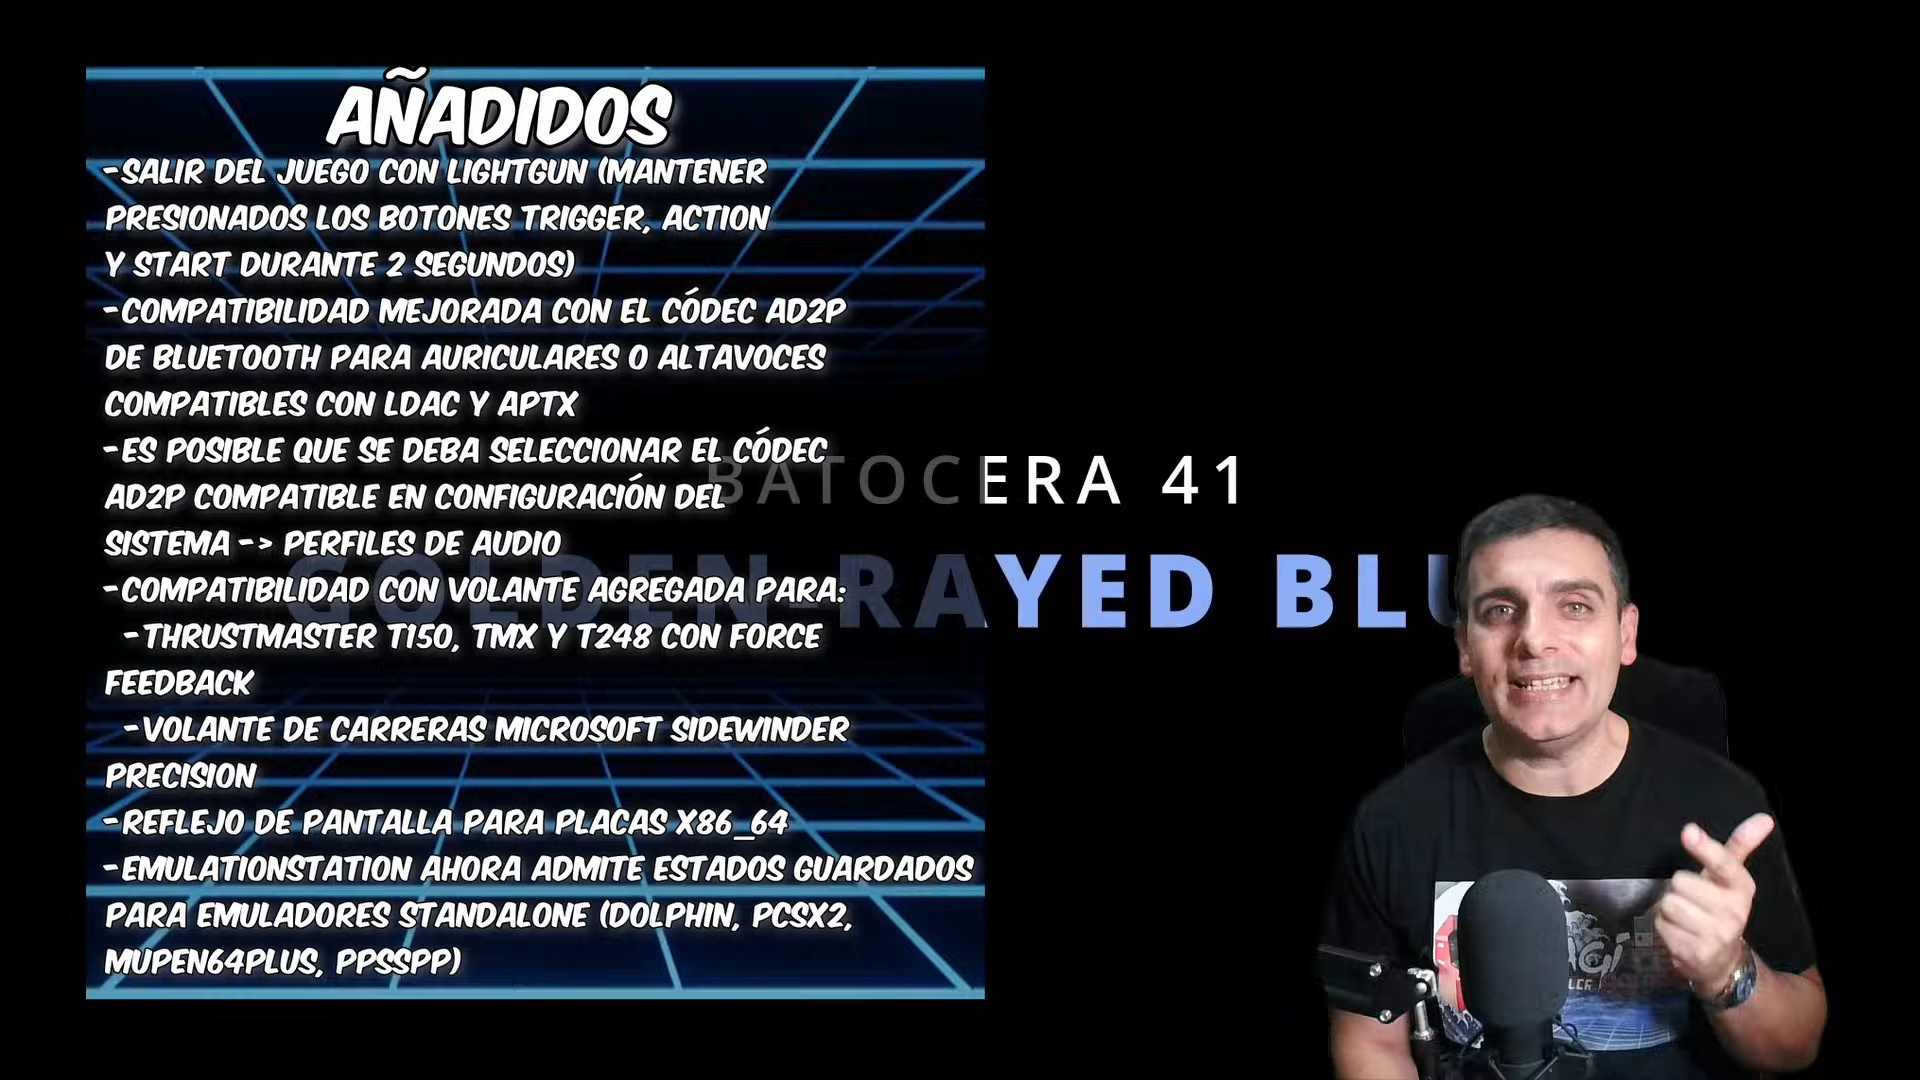 AÑADIDOS
-SALIR DEL JUEGO CON LIGHTGUN (MANTENER
PRESIONADOS LOS BOTONES TRIGGER, ACTION
Y START DURANTE 2 SEGUNDOS)
-COMPATIBILIDAD MEJORADA CON EL CÓDEC AD2P
DE BLUETOOTH PARA AURICULARES O ALTAVOCES
COMPATIBLES CON LDAC Y APTX
-ES POSIBLE QUE SE DEBA SELECCIONAR EL CÓDEC
AD2P COMPATIBLE EN CONFIGURACIÓN DEL
SISTEMA -> PERFILES DE AUDIO
-COMPATIBILIDAD CON VOLANTE AGREGADA PARA:
-THRUSTMASTER T150, TMX Y T248 CON FORCE
FEEDBACK
-VOLANTE DE CARRERAS MICROSOFT SIDEWINDER
PRECISION
-REFLEJO DE PANTALLA PARA PLACAS X86_64
-EMULATIONSTATION AHORA ADMITE ESTADOS GUARDADOS
PARA EMULADORES STANDALONE (DOLPHIN, PCSX2,
MUPEN64PLUS, PPSSPP)
BATOCERA 41
GOLDEN-RAYED BLU